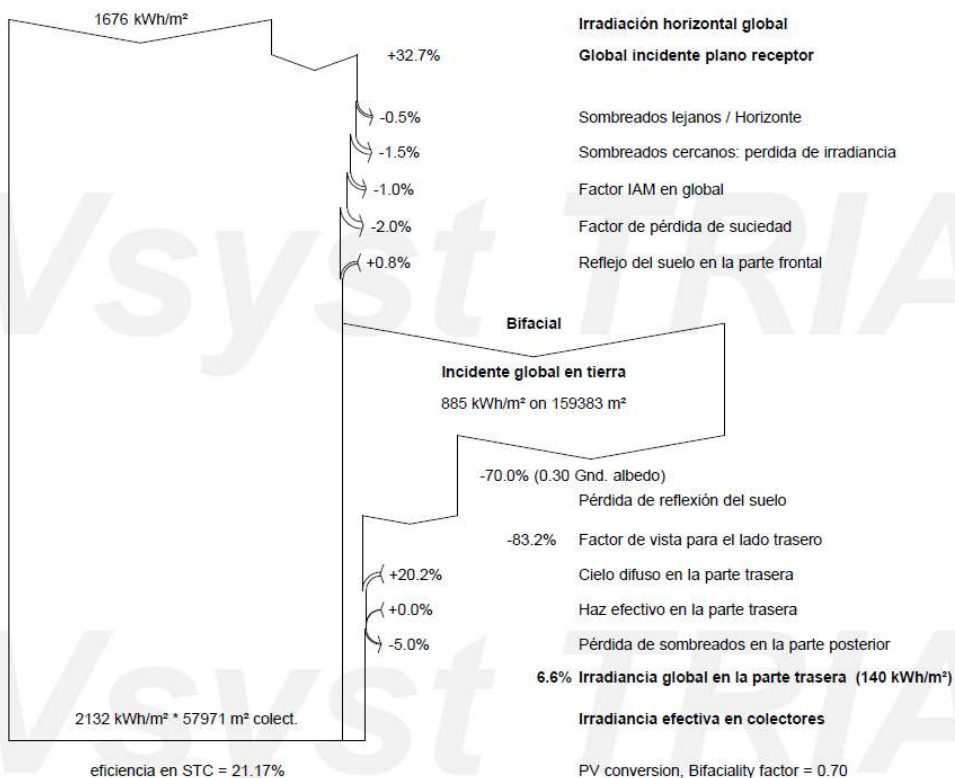 1676 kWh/m² Irradiación horizontal global
+32.7% Global incidente plano receptor
-0.5% Sombreados lejanos / Horizonte
-1.5% Sombreados cercanos: perdida de irradiancia
-1.0% Factor IAM en global
-2.0% Factor de pérdida de suciedad
+0.8% Reflejo del suelo en la parte frontal
Vsyst TRIA
Bifacial
Incidente global en tierra
885 kWh/m² on 159383 m²
-70.0% (0.30 Gnd. albedo)
Pérdida de reflexión del suelo
-83.2% Factor de vista para el lado trasero
+20.2% Cielo difuso en la parte trasera
+0.0% Haz efectivo en la parte trasera
-5.0% Pérdida de sombreados en la parte posterior
6.6% Irradiancia global en la parte trasera (140 kWh/m²)
Vsyst TRIA
2132 kWh/m² * 57971 m² colect. Irradiancia efectiva en colectores
eficiencia en STC = 21.17% PV conversion, Bifaciality factor = 0.70